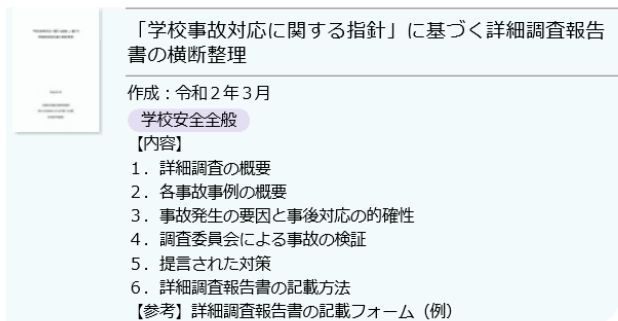 「学校事故対応に関する指針」に基づく詳細調査報告
書の横断整理
作成：令和２年３月
学校安全全般
【内容】
１．詳細調査の概要
２．各事故事例の概要
３．事故発生の要因と事後対応の的確性
４．調査委員会による事故の検証
５．提言された対策
６．詳細調査報告書の記載方法
【参考】詳細調査報告書の記載フォーム（例）